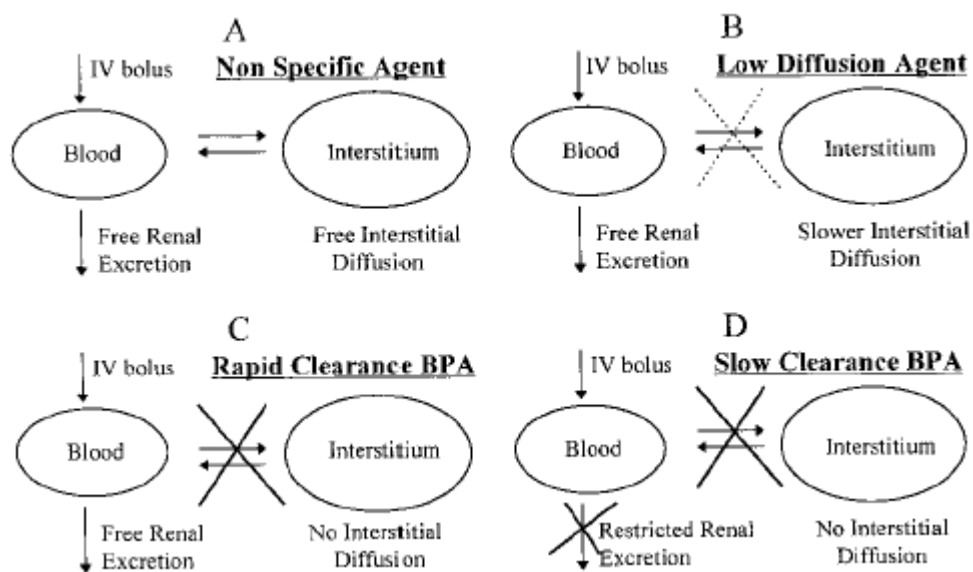 A
Non Specific Agent
IV bolus
Blood
Interstitium
Free Renal
Excretion
Free Interstitial
Diffusion
B
Low Diffusion Agent
IV bolus
Blood
Interstitium
Free Renal
Excretion
Slower Interstitial
Diffusion
C
Rapid Clearance BPA
IV bolus
Blood
Interstitium
Free Renal
Excretion
No Interstitial
Diffusion
D
Slow Clearance BPA
IV bolus
Blood
Interstitium
Restricted Renal
Excretion
No Interstitial
Diffusion